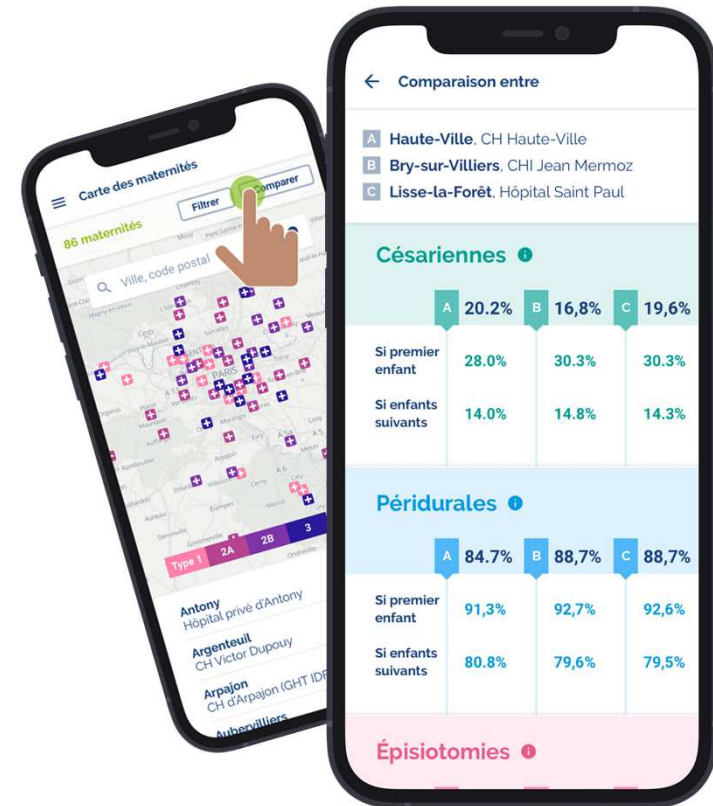 Carte des maternités
86 maternités
Filtrer
Comparer
Ville, code postal
PARIS
Type 1 2A 2B 3
Antony
Hôpital privé d'Antony
Argenteuil
CH Victor Dupouy
Arpajon
CH d'Arpajon (GHT IDF
Aubervilliers
Comparaison entre
A Haute-Ville, CH Haute-Ville
B Bry-sur-Villiers, CHI Jean Mermoz
C Lisse-la-Forêt, Hôpital Saint Paul
Césariennes
A 20.2% B 16,8% C 19,6%
Si premier enfant 28.0% 30.3% 30.3%
Si enfants suivants 14.0% 14.8% 14.3%
Péridurales
A 84.7% B 88,7% C 88,7%
Si premier enfant 91,3% 92,7% 92,6%
Si enfants suivants 80.8% 79,6% 79,5%
Épisiotomies